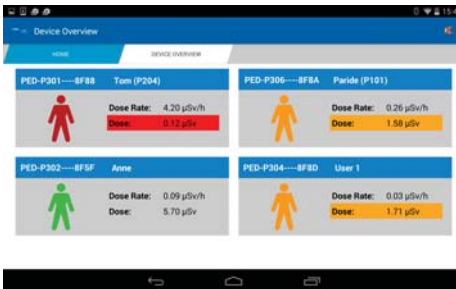 15:4
Device Overview
HOME
DEVICE OVERVIEW
PED-P301----8F88 Tom (P204)
Dose Rate: 4.20 µSv/h
Dose: 0.12 µSv
PED-P306----8F8A Paride (P101)
Dose Rate: 0.26 µSv/h
Dose: 1.58 µSv
PED-P302----8F5F Anne
Dose Rate: 0.09 µSv/h
Dose: 5.70 µSv
PED-P304----8F8D User 1
Dose Rate: 0.03 µSv/h
Dose: 1.71 µSv